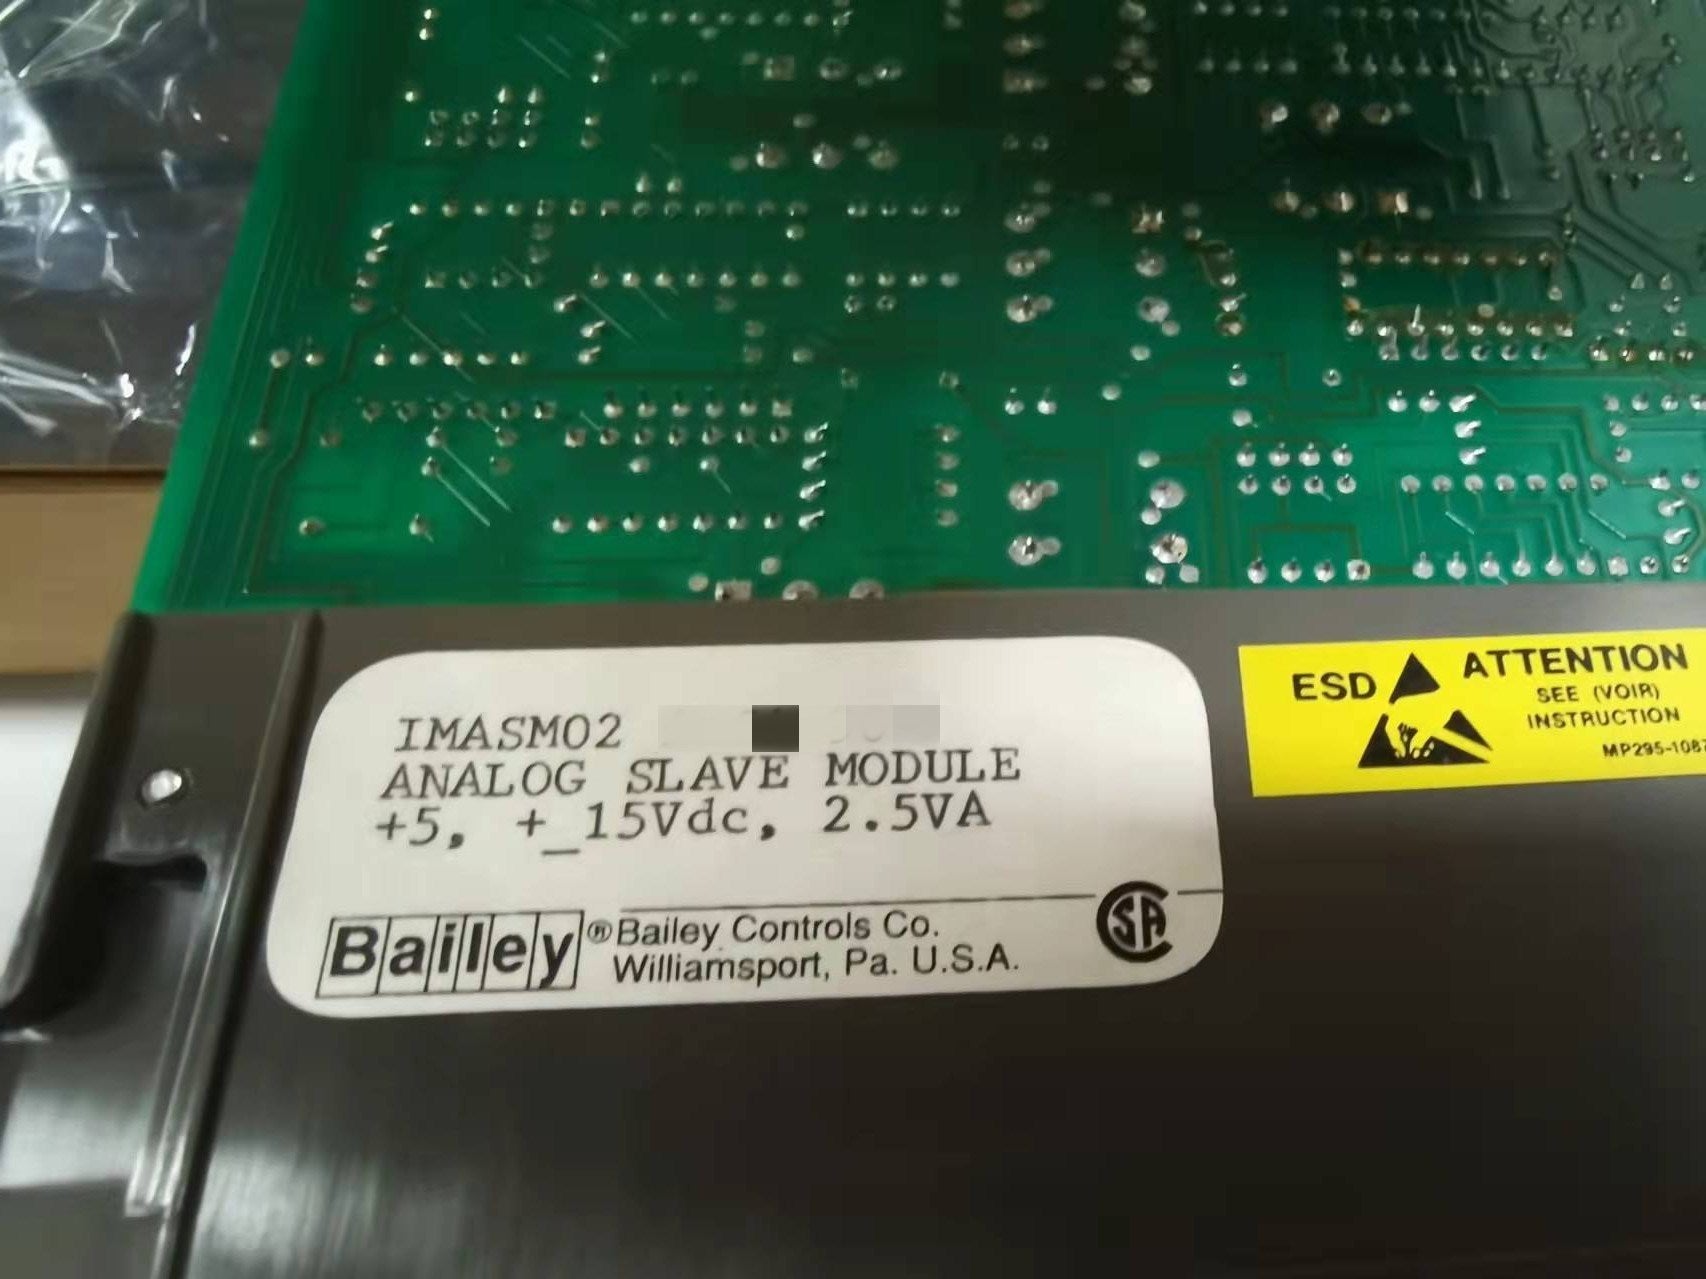 IMASM02
ANALOG SLAVE MODULE
+5, +_15Vdc, 2.5VA
Bailey® Bailey Controls Co.
Williamsport, Pa. U.S.A.
SA
ESD ATTENTION
SEE (VOIR)
INSTRUCTION